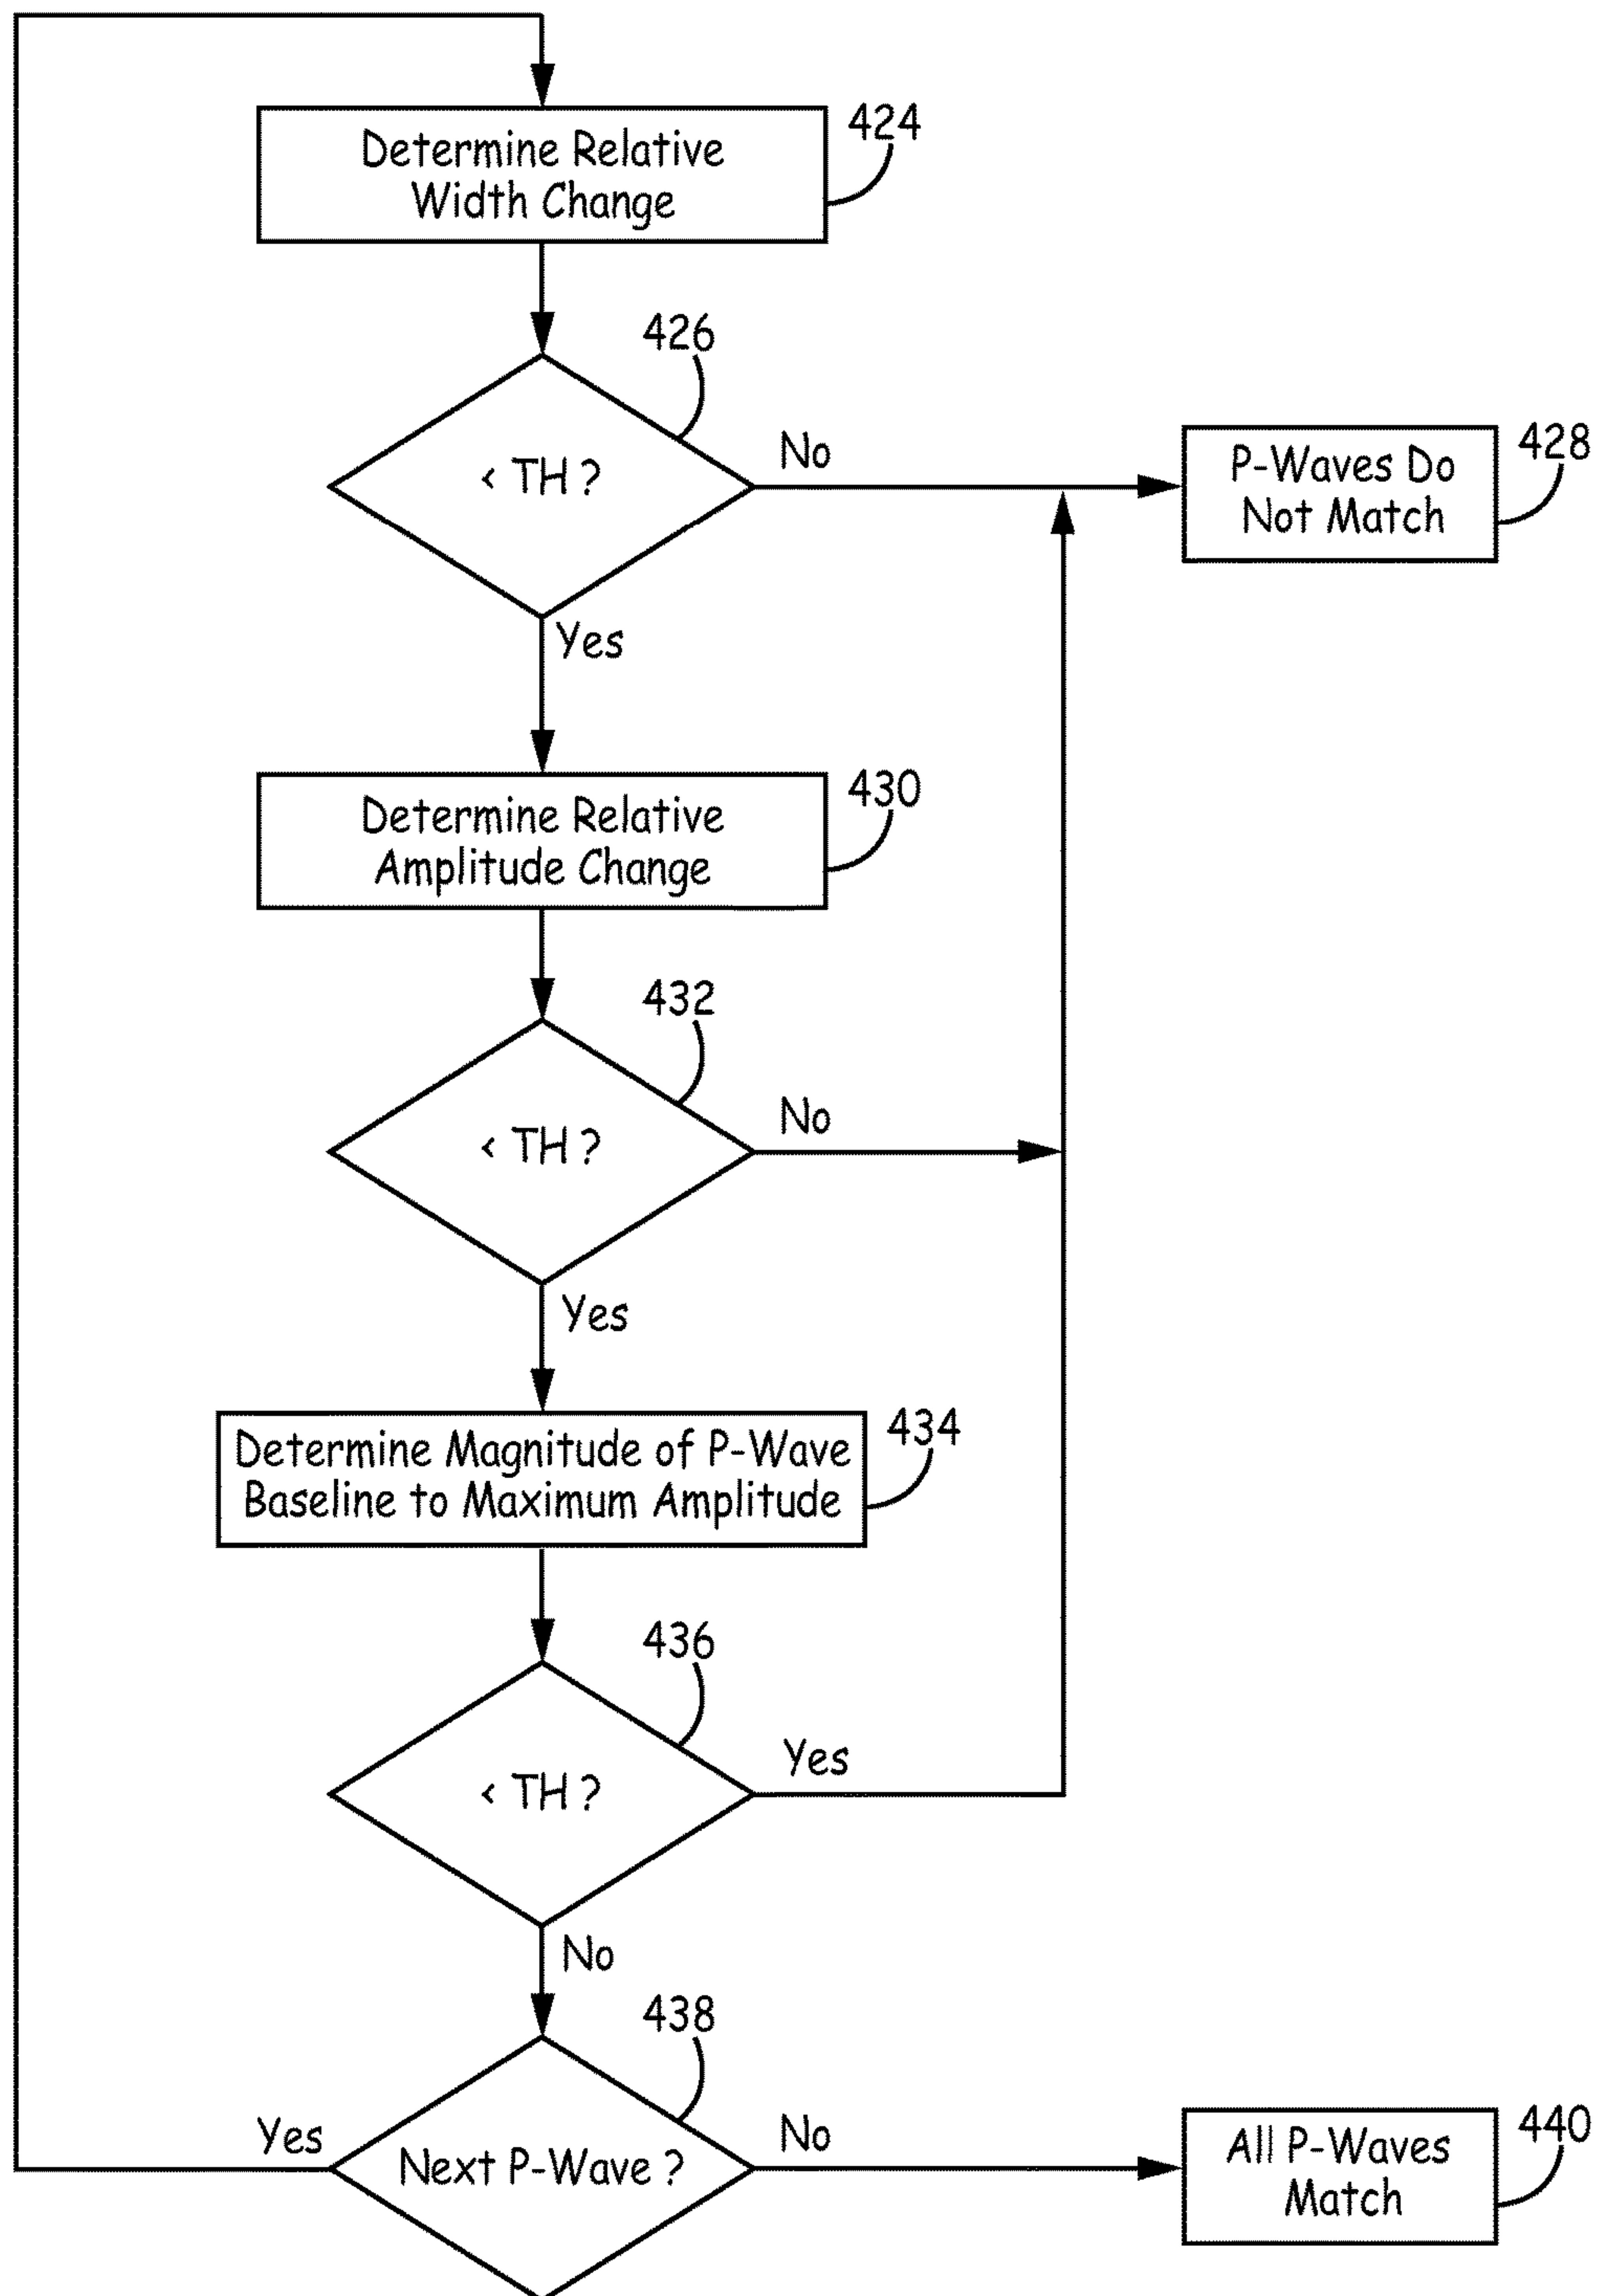 Determine Relative
Width Change
424
426
< TH ?
No
P-Waves Do
Not Match
428
Yes
Determine Relative
Amplitude Change
430
432
< TH ?
No
Yes
Determine Magnitude of P-Wave
Baseline to Maximum Amplitude
434
436
< TH ?
Yes
No
438
Yes
Next P-Wave ?
No
All P-Waves
Match
440